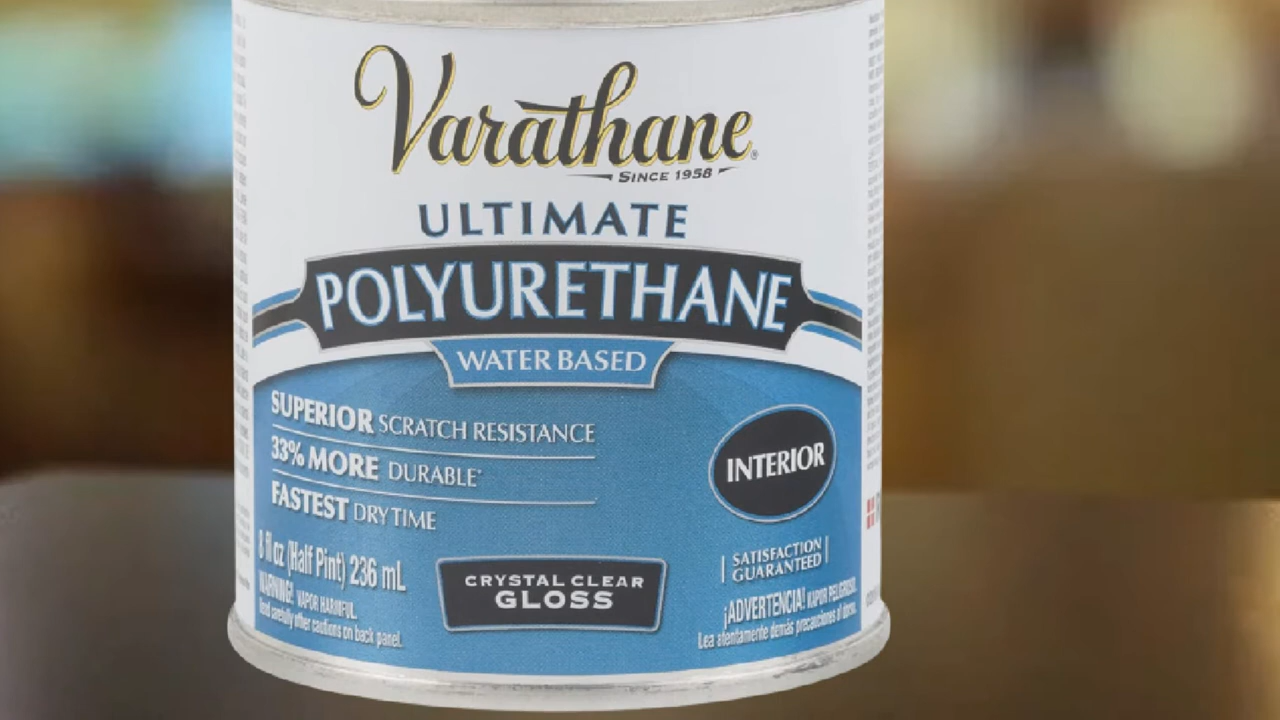 Varathane®
SINCE 1958
ULTIMATE
POLYURETHANE
WATER BASED
SUPERIOR SCRATCH RESISTANCE
33% MORE DURABLE*
FASTEST DRY TIME
INTERIOR
8 fl oz (Half Pint) 236 mL
WARNING! VAPOR HARMFUL.
Read carefully other cautions on back panel.
CRYSTAL CLEAR
GLOSS
SATISFACTION
GUARANTEED
¡ADVERTENCIA! VAPOR PELIGROSO.
Lea atentamente demás precauciones al dorso.